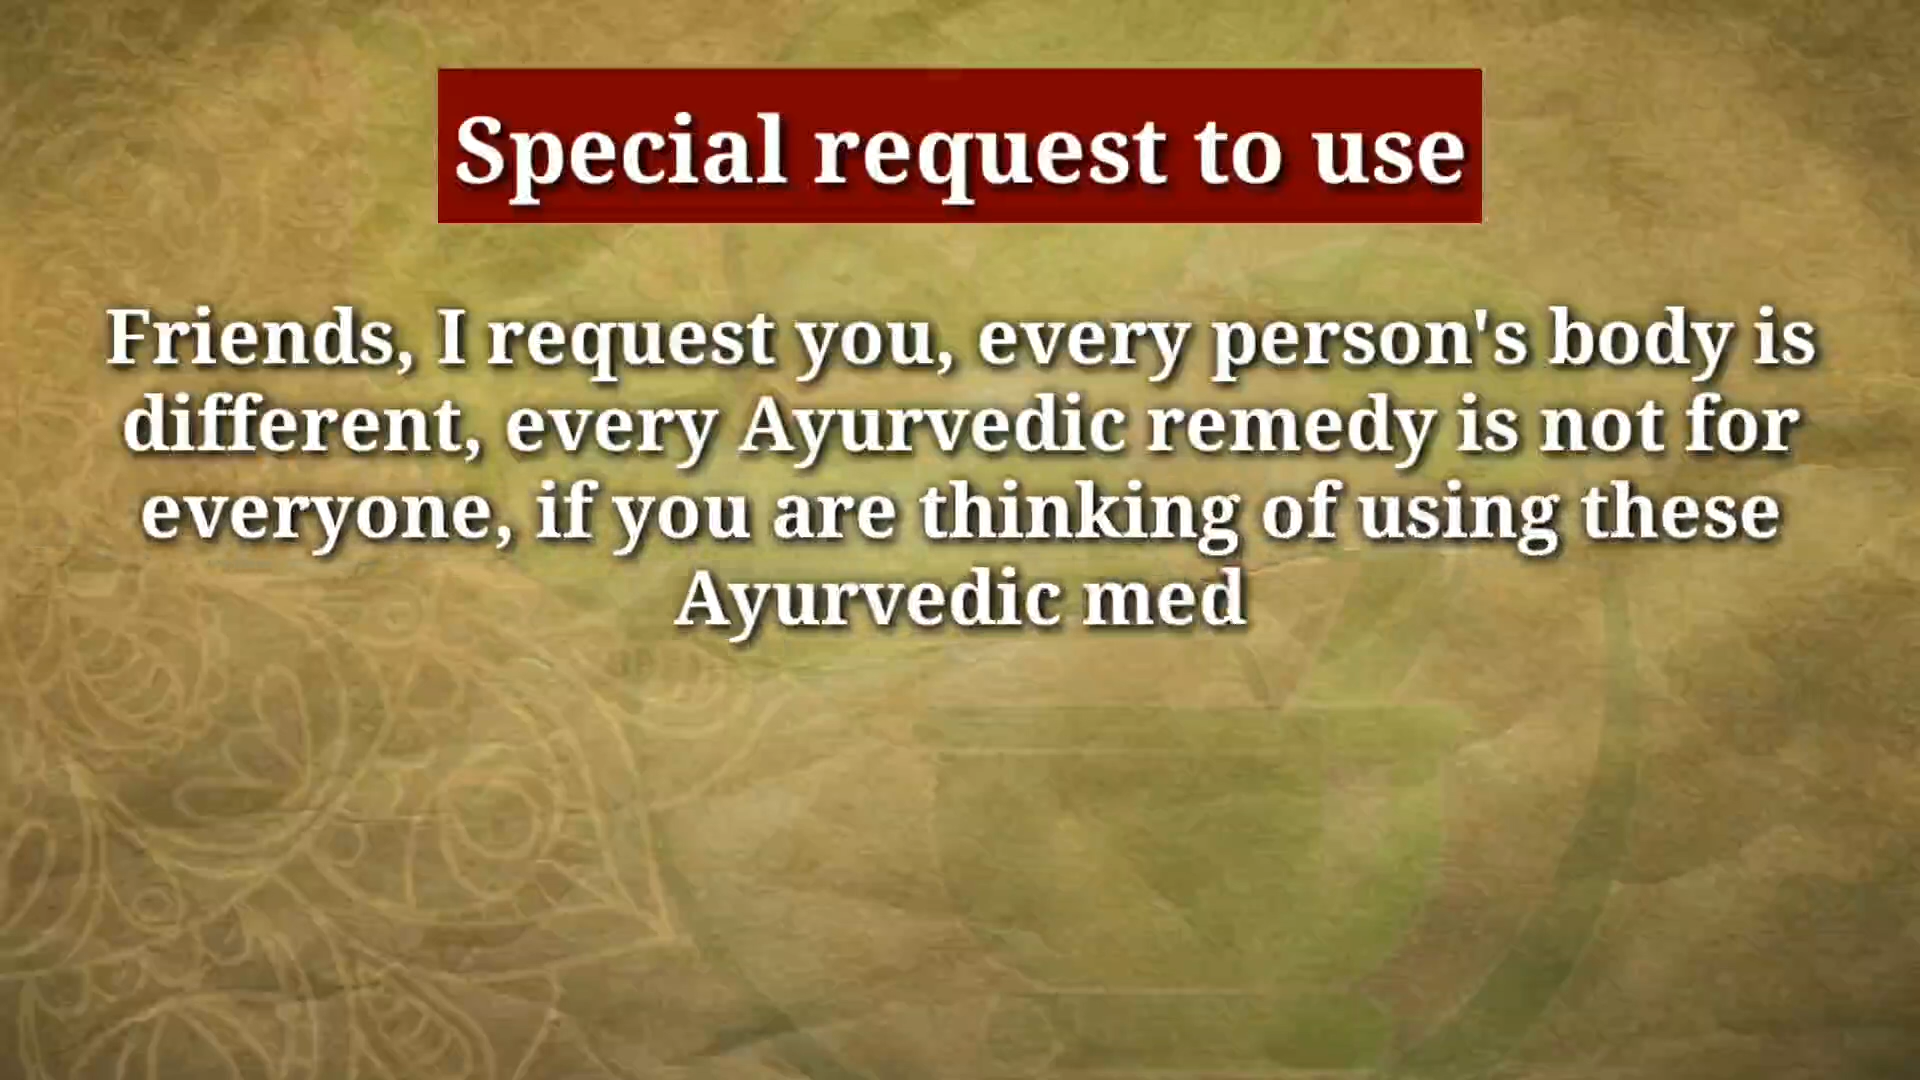 Special request to use
Friends, I request you, every person's body is
different, every Ayurvedic remedy is not for
everyone, if you are thinking of using these
Ayurvedic med